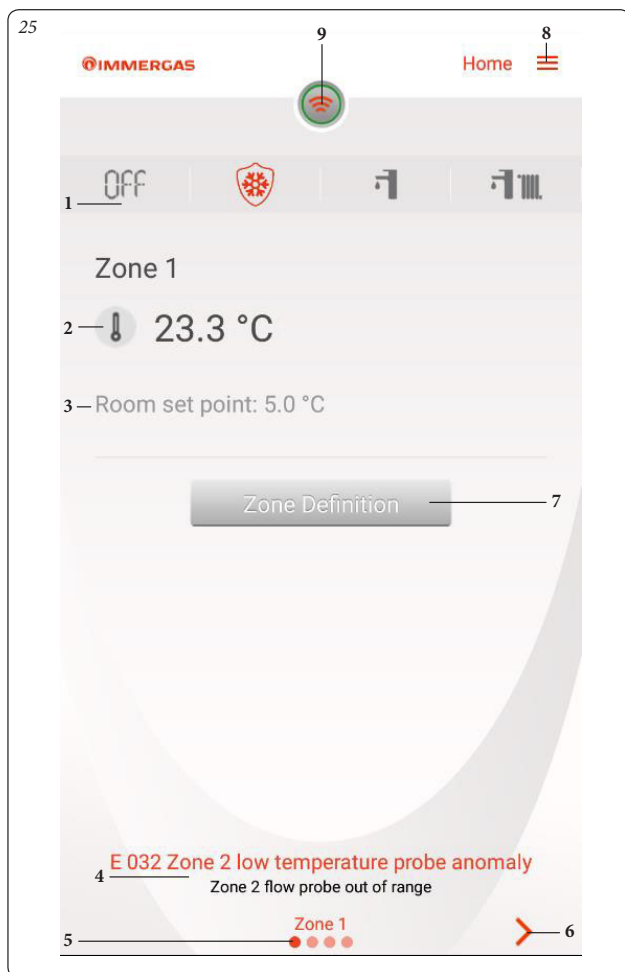 25
9
8
IMMERGAS
Home
OFF
1
Zone 1
2
23.3 °C
3
Room set point: 5.0 °C
Zone Definition
7
E 032 Zone 2 low temperature probe anomaly
4
Zone 2 flow probe out of range
Zone 1
5
6